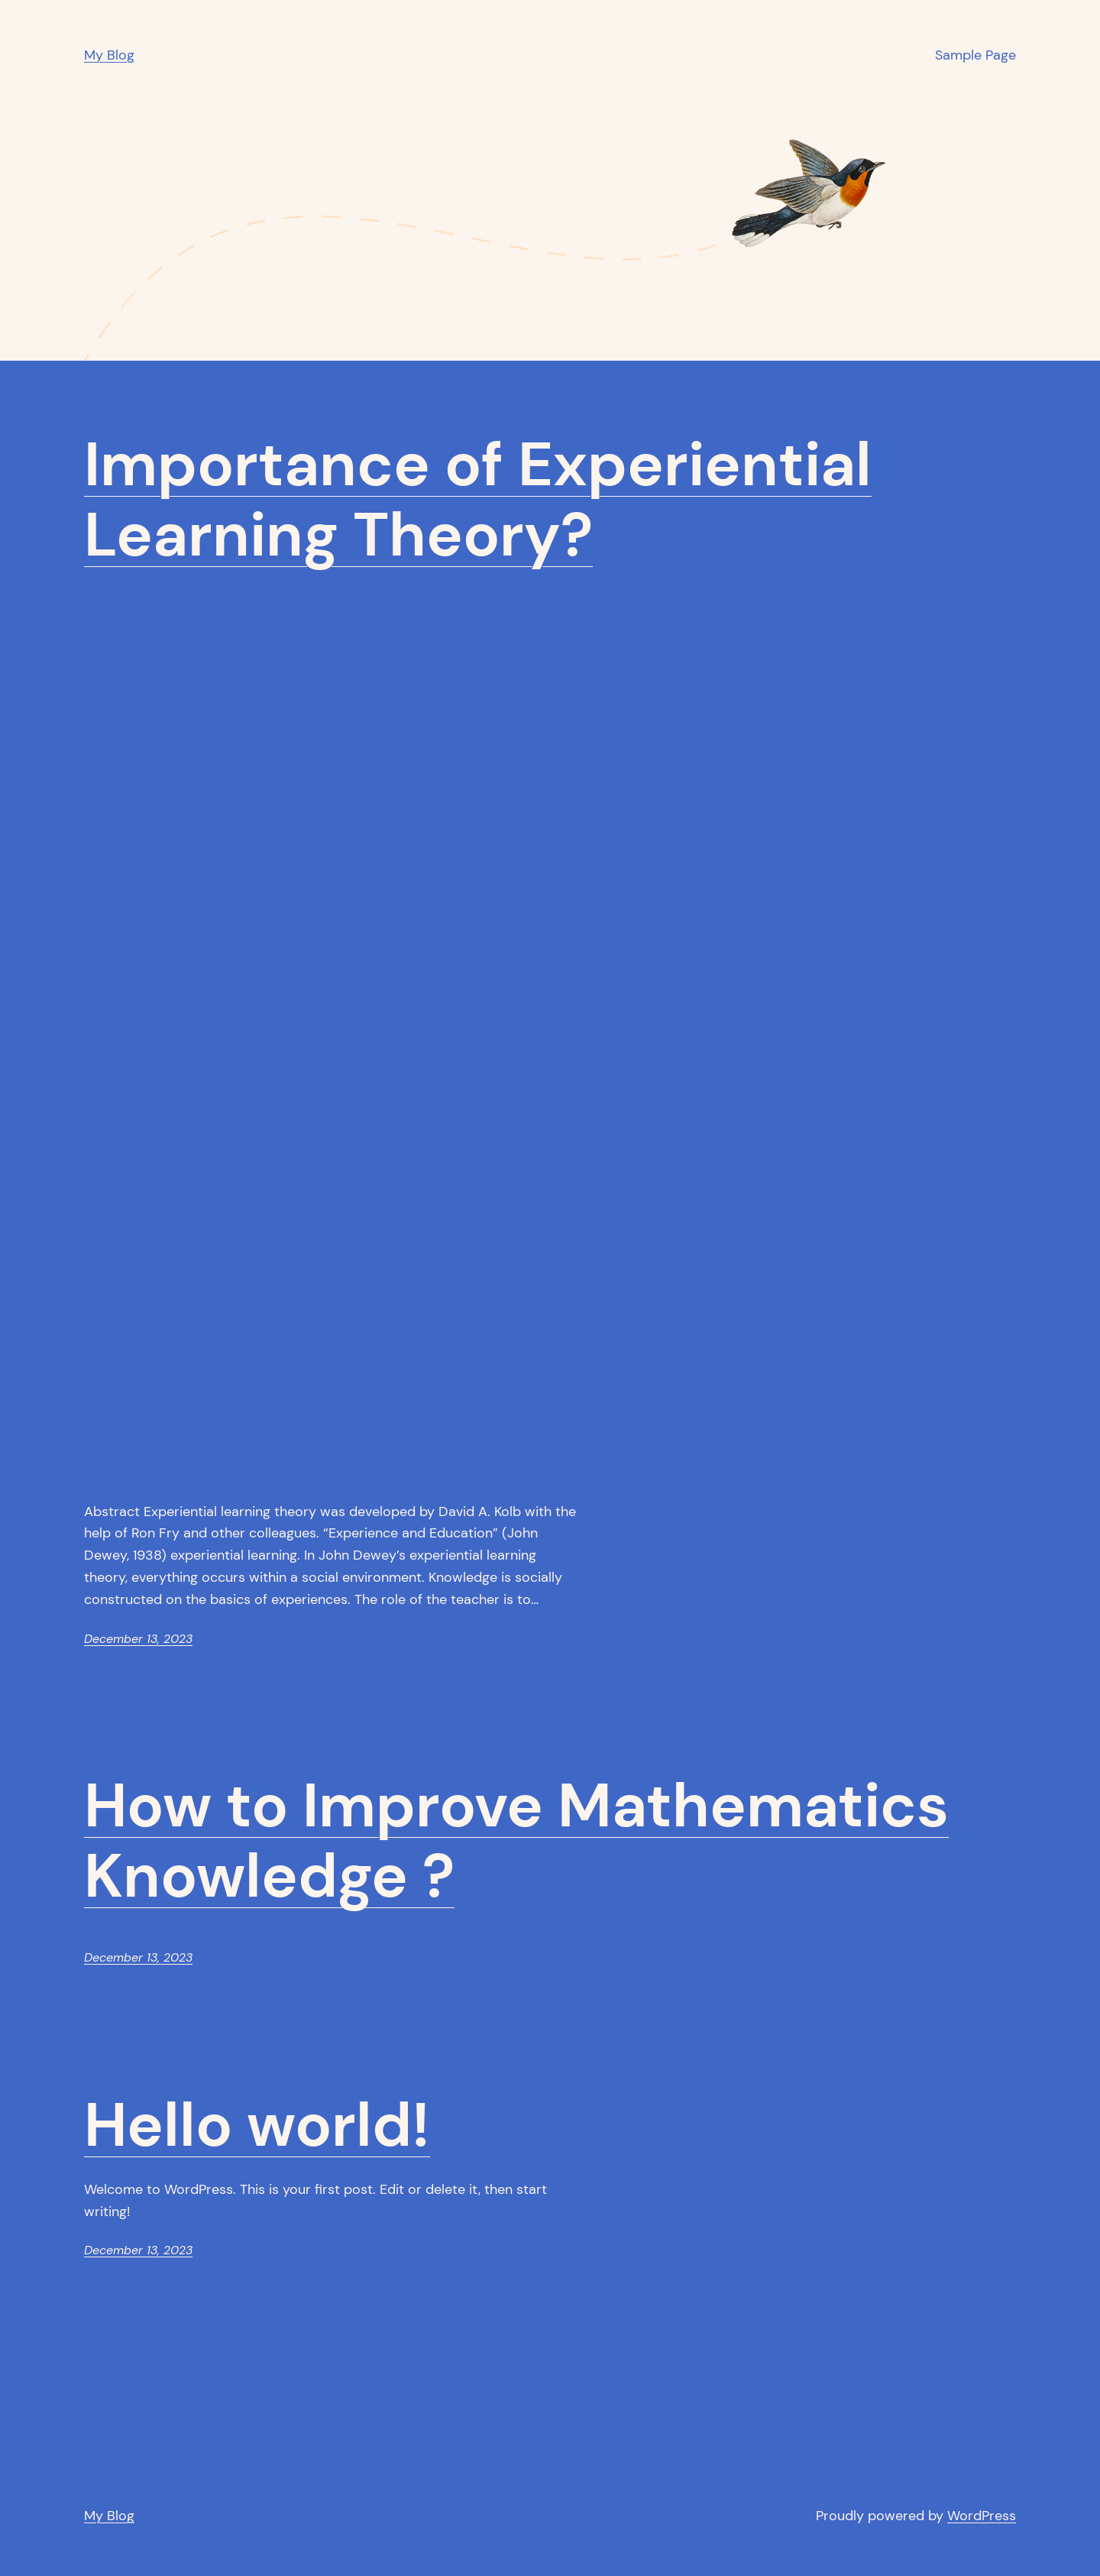 My Blog
Sample Page
Importance of Experiential
Learning Theory?
Abstract Experiential learning theory was developed by David A. Kolb with the
help of Ron Fry and other colleagues. “Experience and Education” (John
Dewey, 1938) experiential learning. In John Dewey’s experiential learning
theory, everything occurs within a social environment. Knowledge is socially
constructed on the basics of experiences. The role of the teacher is to…
December 13, 2023
How to Improve Mathematics
Knowledge ?
December 13, 2023
Hello world!
Welcome to WordPress. This is your first post. Edit or delete it, then start
writing!
December 13, 2023
My Blog
Proudly powered by WordPress